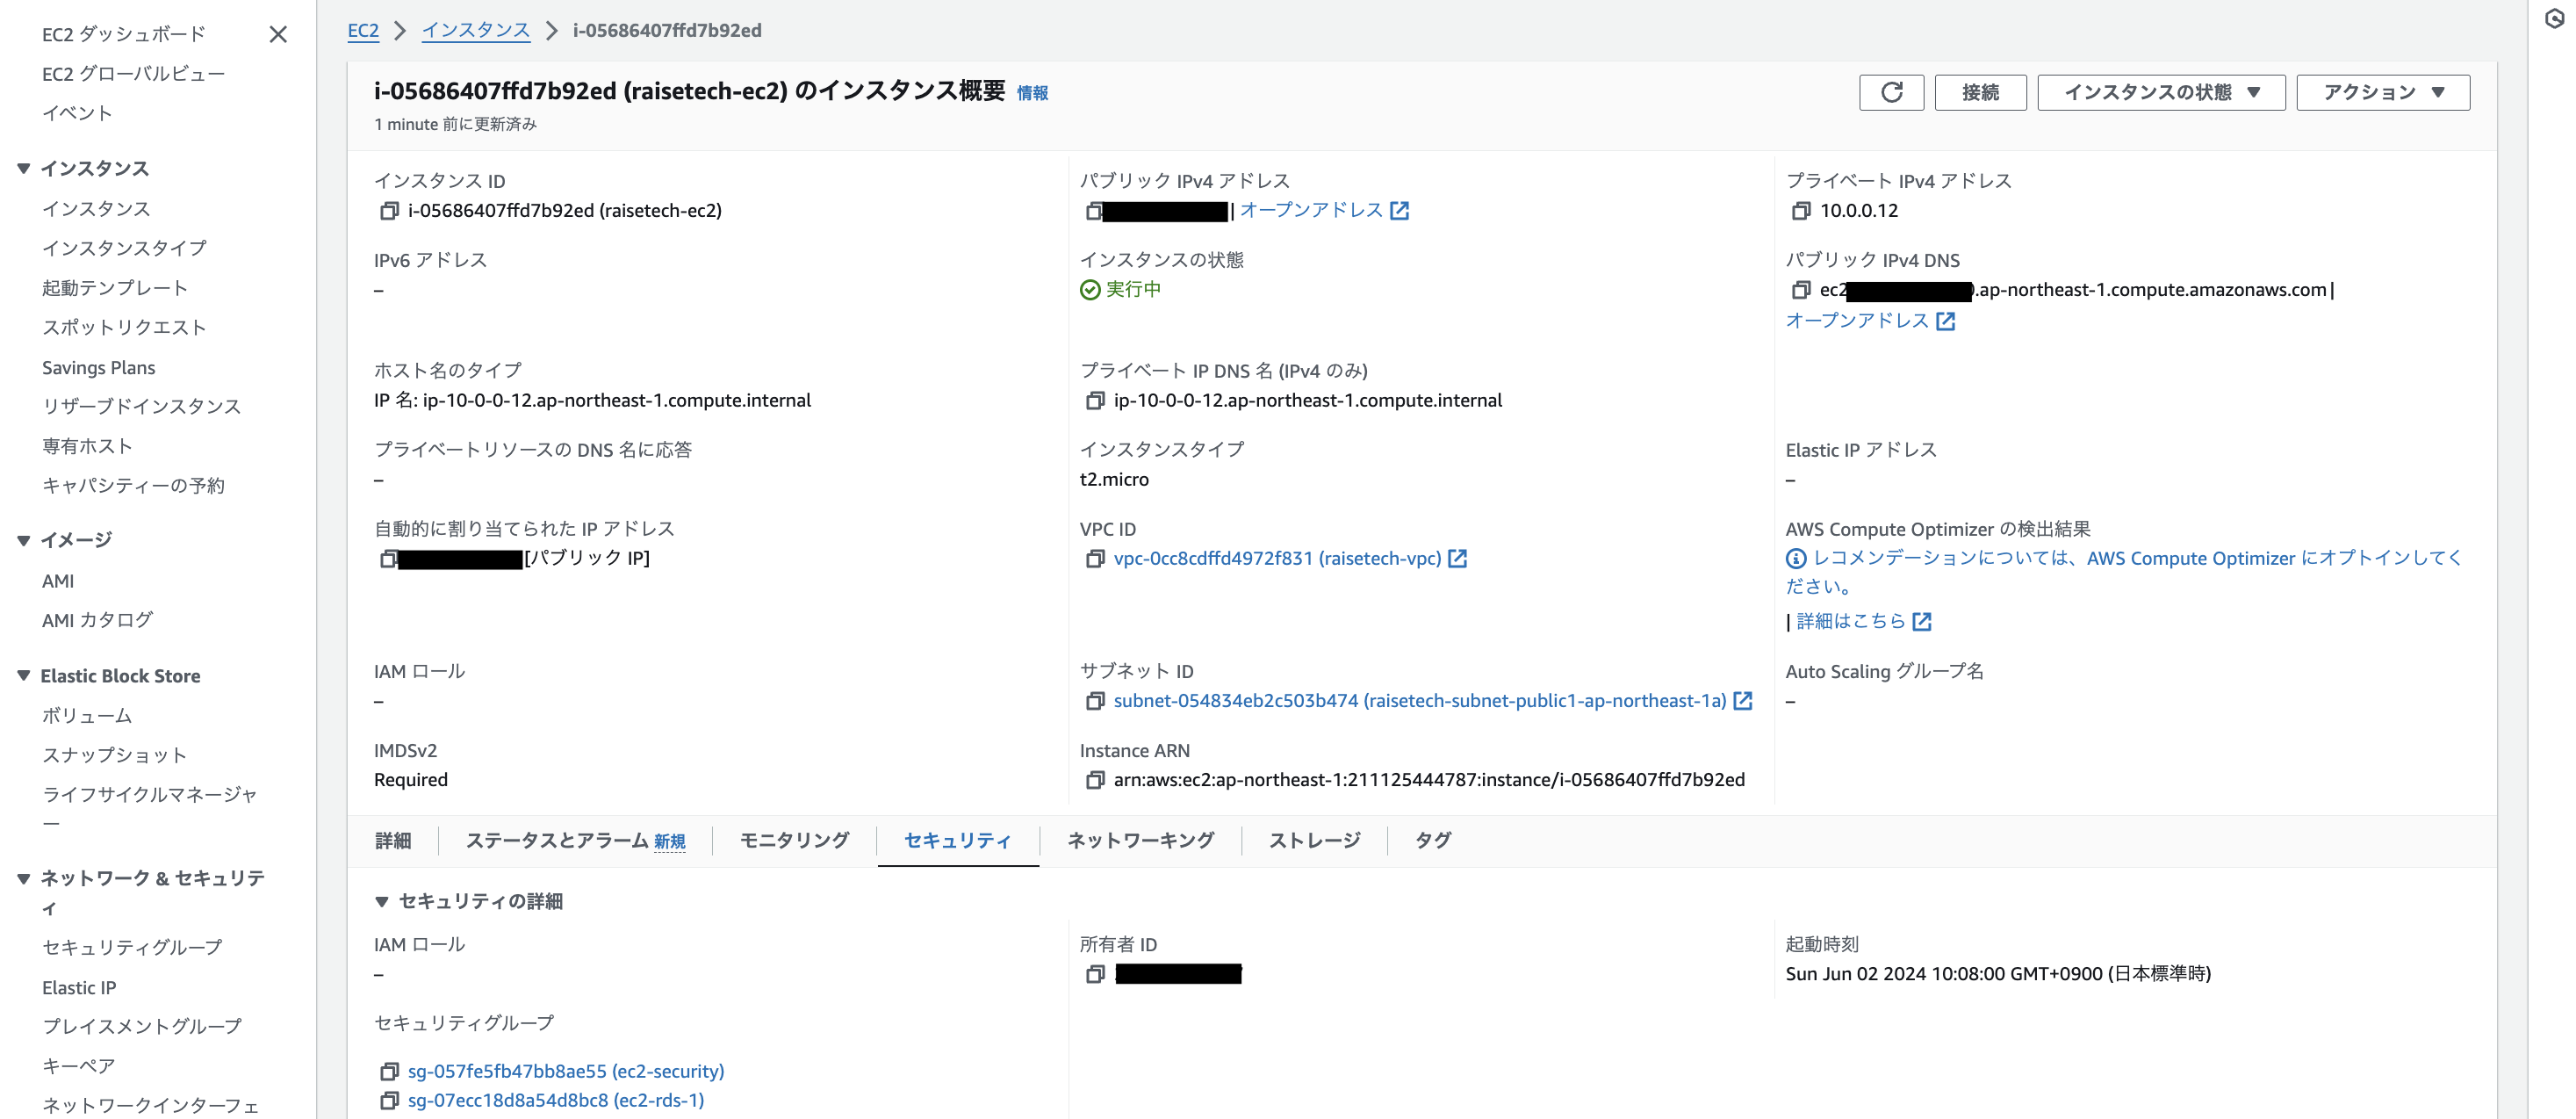 EC2 ダッシュボード
EC2 グローバルビュー
イベント
インスタンス
インスタンス
インスタンスタイプ
起動テンプレート
スポットリクエスト
Savings Plans
リザーブドインスタンス
専有ホスト
キャパシティーの予約
イメージ
AMI
AMI カタログ
Elastic Block Store
ボリューム
スナップショット
ライフサイクルマネージャ
ー
ネットワーク & セキュリテ
ィ
セキュリティグループ
Elastic IP
プレイスメントグループ
キーペア
ネットワークインターフェ
EC2 インスタンス i-05686407ffd7b92ed
i-05686407ffd7b92ed (raisetech-ec2) のインスタンス概要 情報
1 minute 前に更新済み
接続 インスタンスの状態 アクション
インスタンス ID
i-05686407ffd7b92ed (raisetech-ec2)
パブリック IPv4 アドレス
| オープンアドレス
プライベート IPv4 アドレス
10.0.0.12
IPv6 アドレス
–
インスタンスの状態
実行中
パブリック IPv4 DNS
ec2 .ap-northeast-1.compute.amazonaws.com |
オープンアドレス
ホスト名のタイプ
IP 名: ip-10-0-0-12.ap-northeast-1.compute.internal
プライベート IP DNS 名 (IPv4 のみ)
ip-10-0-0-12.ap-northeast-1.compute.internal
プライベートリソースの DNS 名に応答
–
インスタンスタイプ
t2.micro
Elastic IP アドレス
–
自動的に割り当てられた IP アドレス
[パブリック IP]
VPC ID
vpc-0cc8cdffd4972f831 (raisetech-vpc)
AWS Compute Optimizer の検出結果
レコメンデーションについては、AWS Compute Optimizer にオプトインしてく
ださい。
| 詳細はこちら
IAM ロール
–
サブネット ID
subnet-054834eb2c503b474 (raisetech-subnet-public1-ap-northeast-1a)
Auto Scaling グループ名
–
IMDSv2
Required
Instance ARN
arn:aws:ec2:ap-northeast-1:211125444787:instance/i-05686407ffd7b92ed
詳細 ステータスとアラーム 新規 モニタリング セキュリティ ネットワーキング ストレージ タグ
セキュリティの詳細
IAM ロール
–
所有者 ID
起動時刻
Sun Jun 02 2024 10:08:00 GMT+0900 (日本標準時)
セキュリティグループ
sg-057fe5fb47bb8ae55 (ec2-security)
sg-07ecc18d8a54d8bc8 (ec2-rds-1)